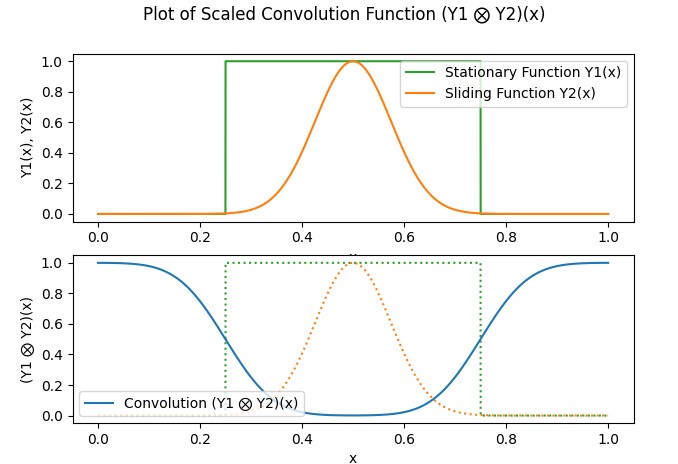 Plot of Scaled Convolution Function (Y1 ⊗ Y2)(x)
Y1(x), Y2(x)
1.0
0.8
0.6
0.4
0.2
0.0
Stationary Function Y1(x)
Sliding Function Y2(x)
0.0 0.2 0.4 0.6 0.8 1.0
(Y1 ⊗ Y2)(x)
1.0
0.8
0.6
0.4
0.2
0.0
Convolution (Y1 ⊗ Y2)(x)
0.0 0.2 0.4 0.6 0.8 1.0
x